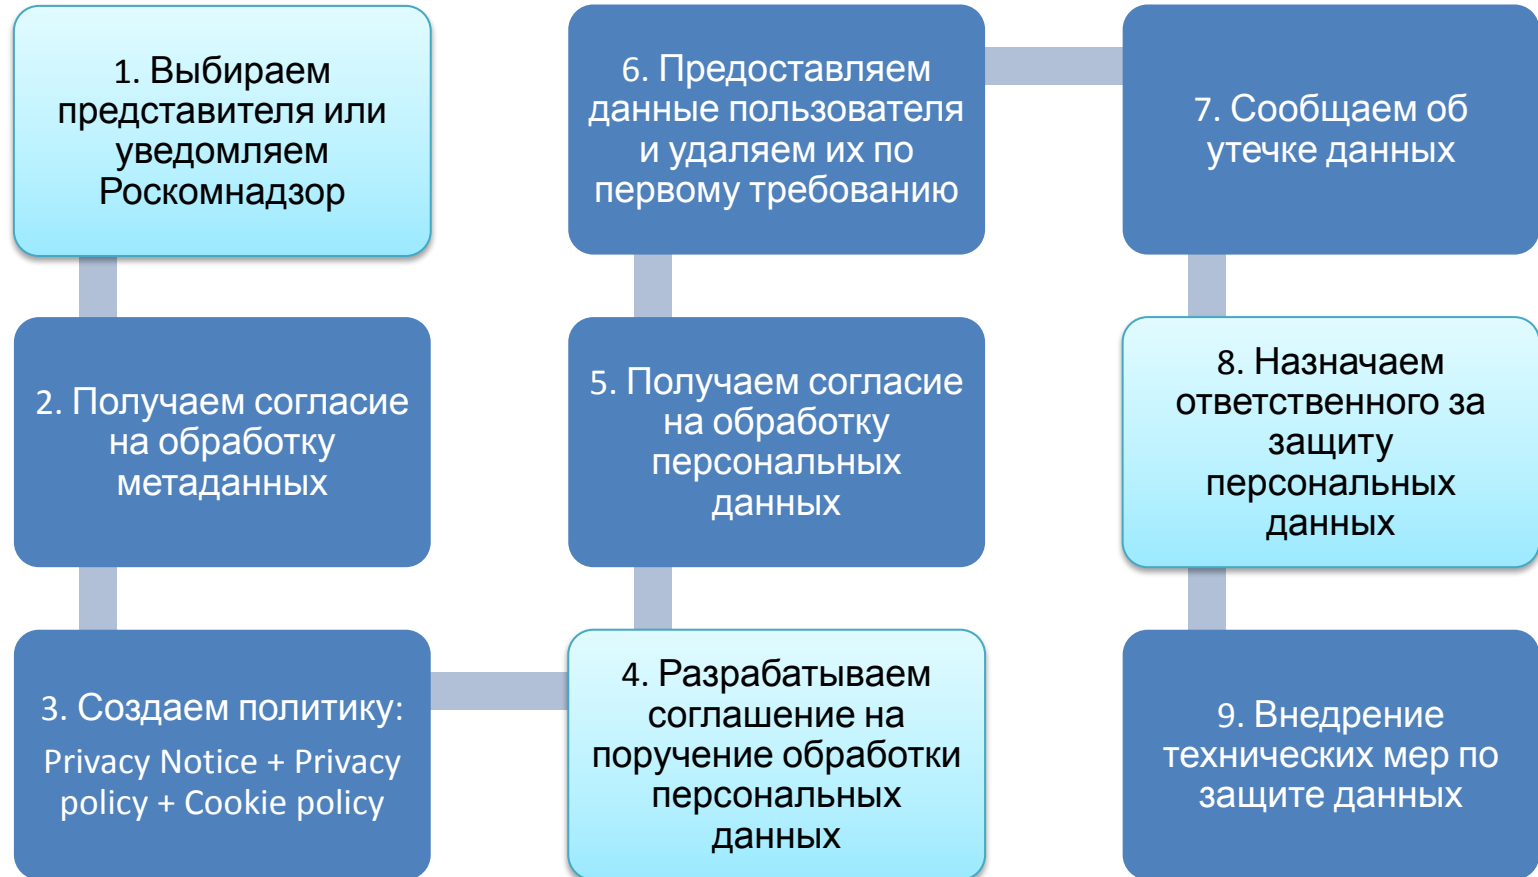 1. Выбираем
представителя или
уведомляем
Роскомнадзор
2. Получаем согласие
на обработку
метаданных
3. Создаем политику:
Privacy Notice + Privacy
policy + Cookie policy
4. Разрабатываем
соглашение на
поручение обработки
персональных
данных
5. Получаем согласие
на обработку
персональных
данных
6. Предоставляем
данные пользователя
и удаляем их по
первому требованию
7. Сообщаем об
утечке данных
8. Назначаем
ответственного за
защиту
персональных
данных
9. Внедрение
технических мер по
защите данных